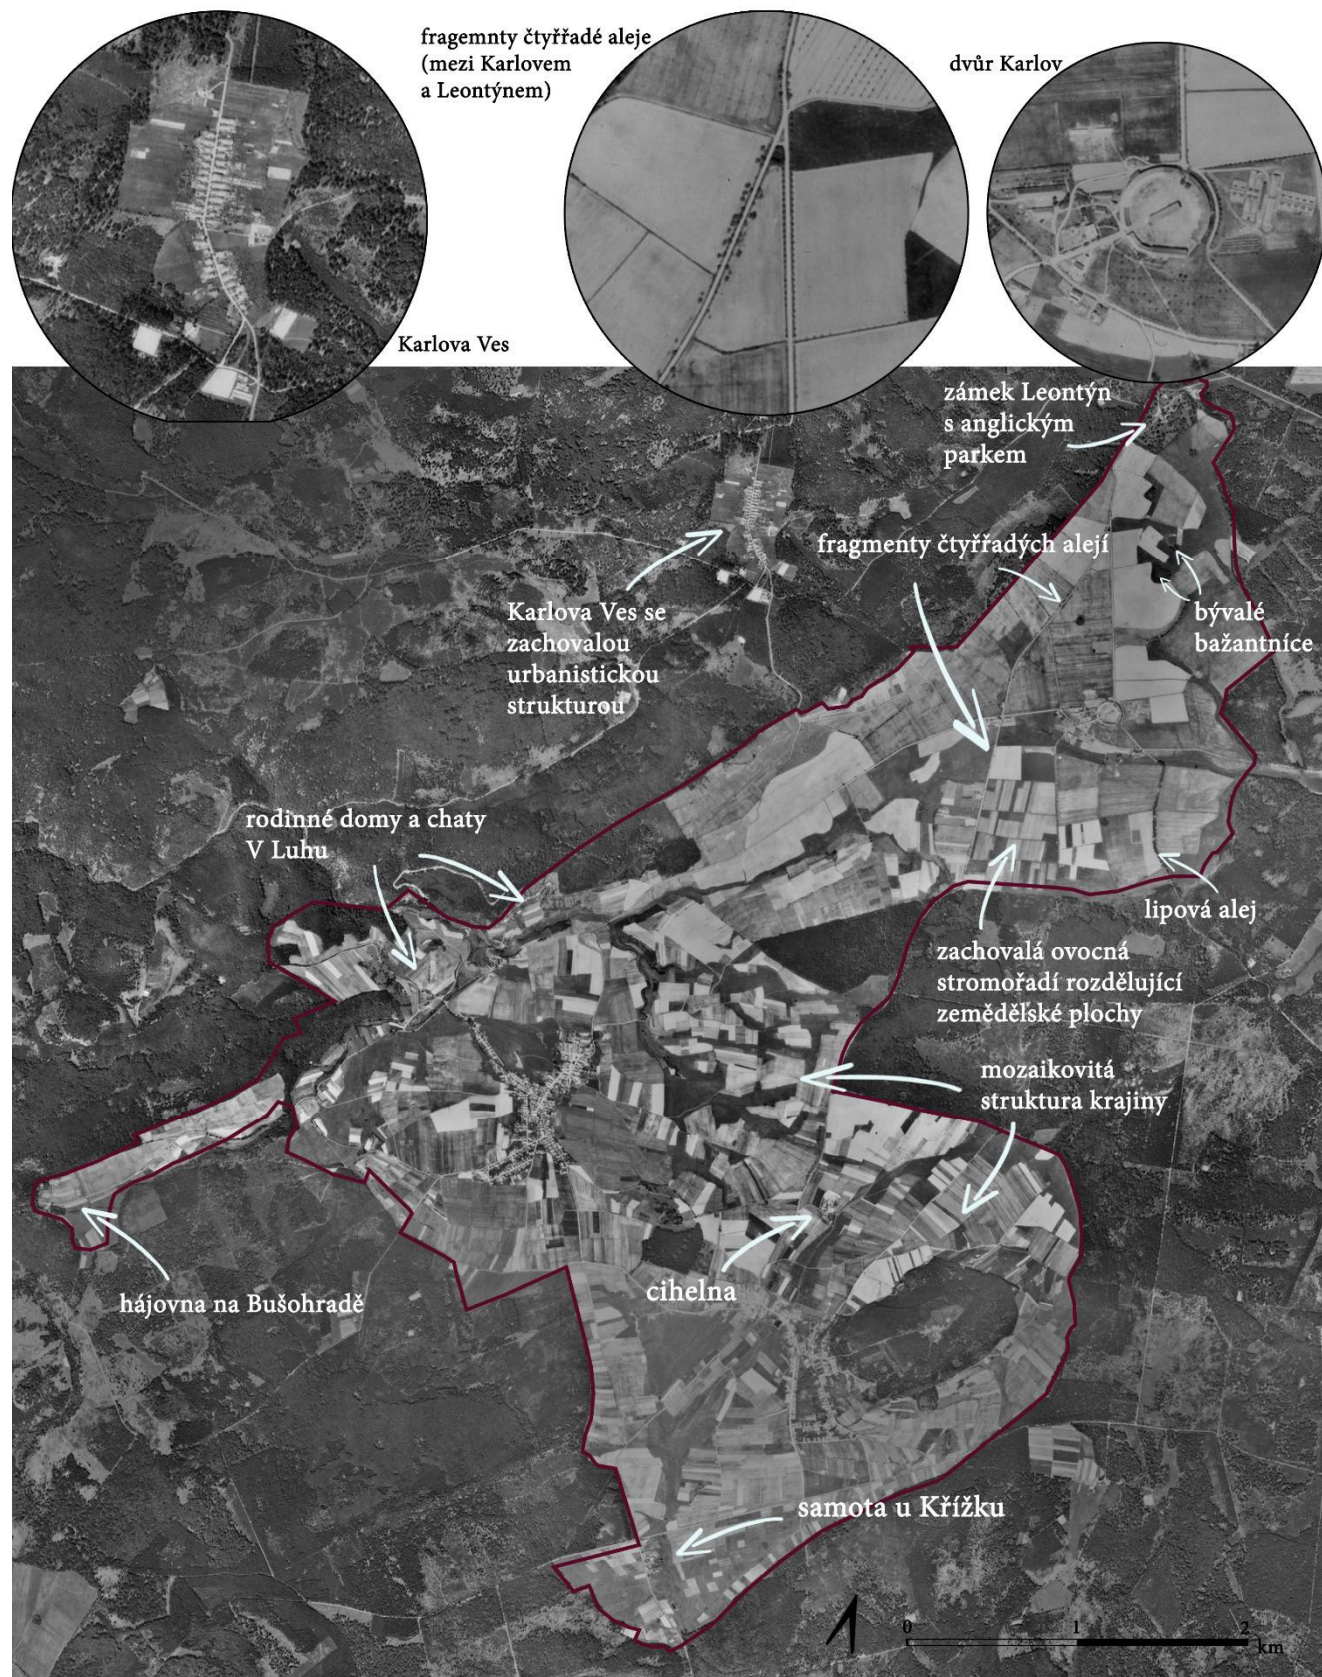 fragemnty čtyřřadé aleje
(mezi Karlovem
a Leontýnem)
dvůr Karlov
Karlova Ves
zámek Leontýn
s anglickým
parkem
fragmenty čtyřřadých alejí
Karlova Ves se
zachovalou
urbanistickou
strukturou
bývalé
bažantníce
rodinné domy a chaty
V Luhu
lipová alej
zachovalá ovocná
stromořadí rozdělující
zemědělské plochy
mozaikovitá
struktura krajiny
cihelna
hájovna na Bušohradě
samota u Křížku
0 1 2
km